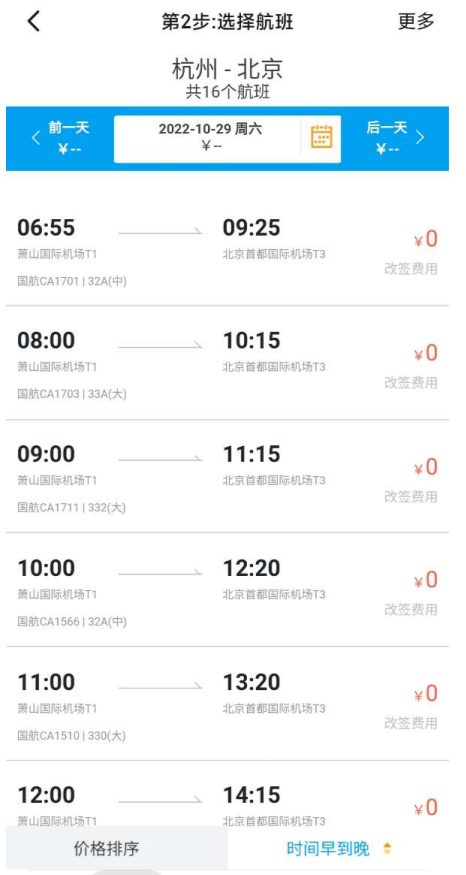 第2步:选择航班 更多
杭州 - 北京
共16个航班
前一天 2022-10-29 周六 后一天
¥-- ¥-- ¥--
06:55 09:25 ¥0
萧山国际机场T1 北京首都国际机场T3 改签费用
国航CA1701 | 32A(中)
08:00 10:15 ¥0
萧山国际机场T1 北京首都国际机场T3 改签费用
国航CA1703 | 33A(大)
09:00 11:15 ¥0
萧山国际机场T1 北京首都国际机场T3 改签费用
国航CA1711 | 332(大)
10:00 12:20 ¥0
萧山国际机场T1 北京首都国际机场T3 改签费用
国航CA1566 | 32A(中)
11:00 13:20 ¥0
萧山国际机场T1 北京首都国际机场T3 改签费用
国航CA1510 | 330(大)
12:00 14:15 ¥0
萧山国际机场T1 北京首都国际机场T3
价格排序 时间早到晚